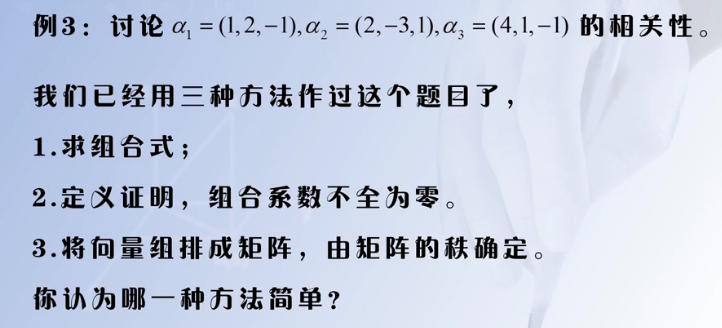 例3：讨论 α₁ = (1,2,−1),α₂ = (2,−3,1),α₃ = (4,1,−1) 的相关性。
我们已经用三种方法作过这个题目了，
1.求组合式；
2.定义证明，组合系数不全为零。
3.将向量组排成矩阵，由矩阵的秩确定。
你认为哪一种方法简单？